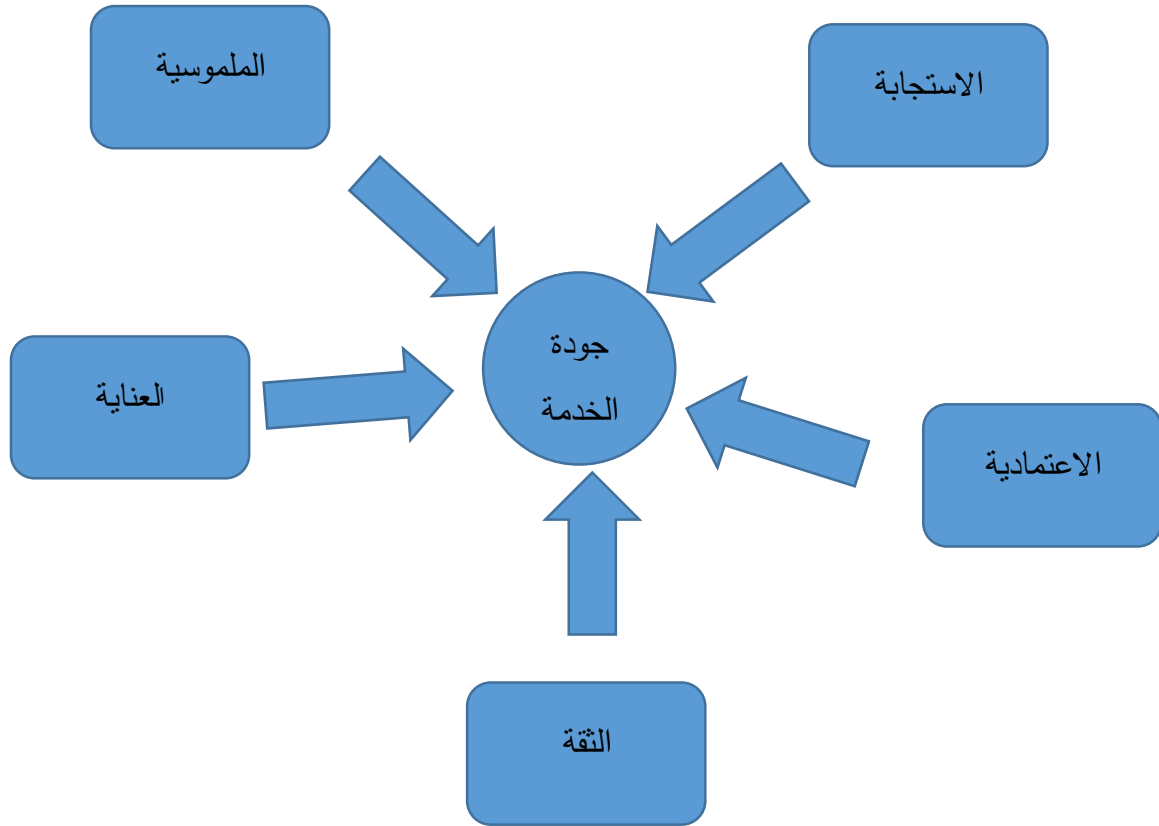 الملموسية
الاستجابة
جودة
الخدمة
العناية
الاعتمادية
الثقة